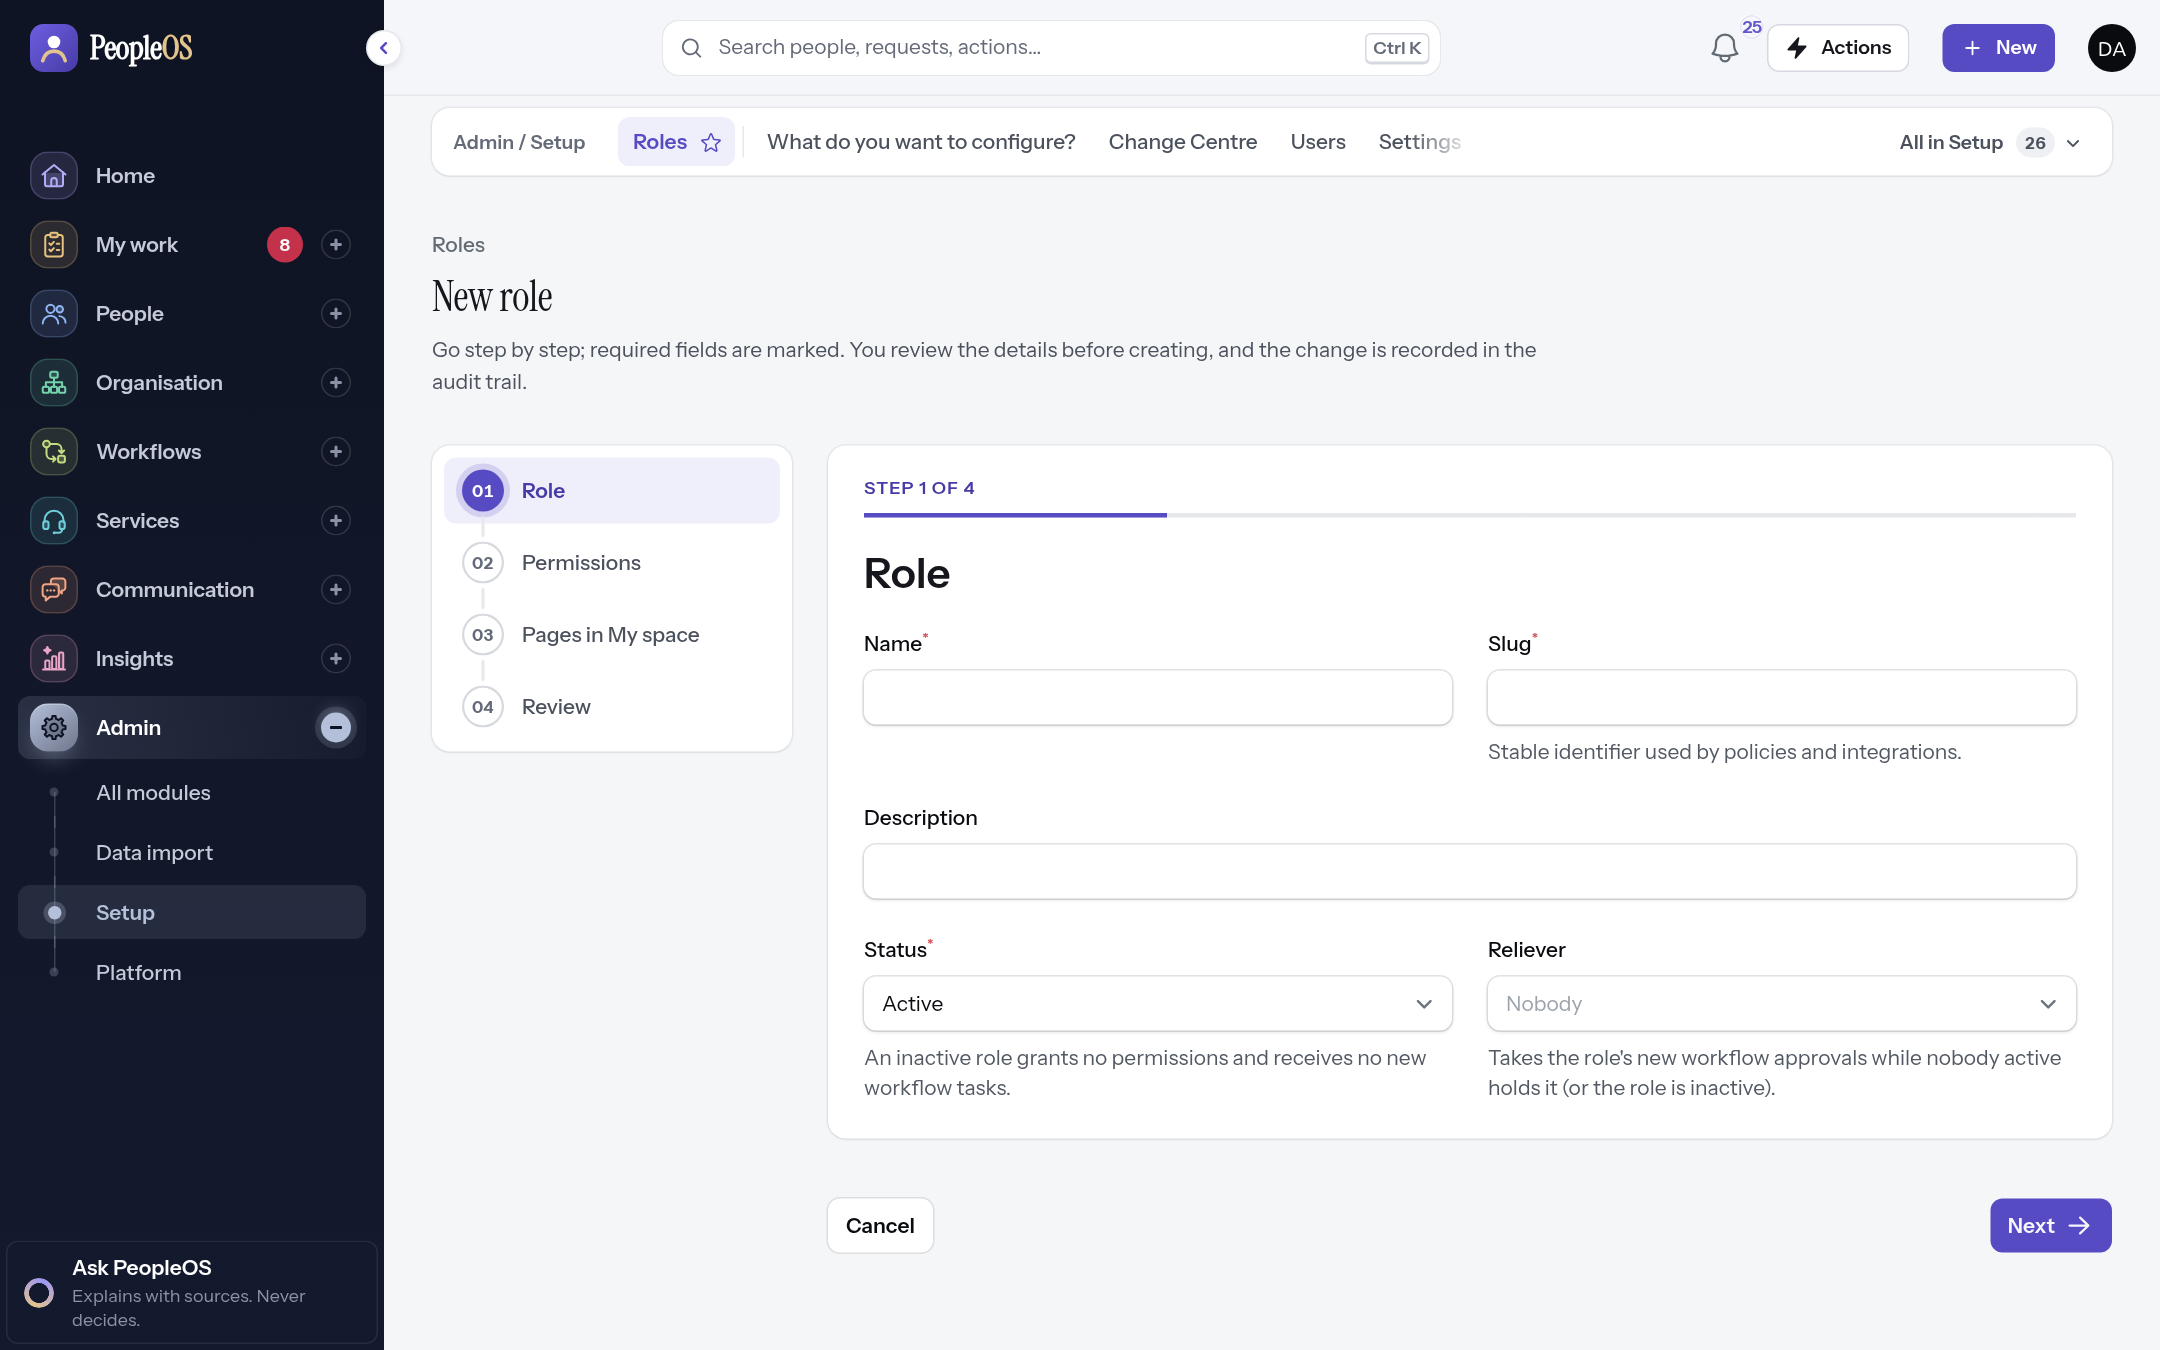 PeopleOS
Search people, requests, actions...
Ctrl K
25
Actions
New
DA
Home
My work
8
People
Organisation
Workflows
Services
Communication
Insights
Admin
All modules
Data import
Setup
Platform
Ask PeopleOS
Explains with sources. Never
decides.
Admin / Setup
Roles
What do you want to configure?
Change Centre
Users
Settings
All in Setup
26
Roles
New role
Go step by step; required fields are marked. You review the details before creating, and the change is recorded in the
audit trail.
01
Role
02
Permissions
03
Pages in My space
04
Review
STEP 1 OF 4
Role
Name*
Slug*
Stable identifier used by policies and integrations.
Description
Status*
Reliever
Active
Nobody
An inactive role grants no permissions and receives no new
workflow tasks.
Takes the role's new workflow approvals while nobody active
holds it (or the role is inactive).
Cancel
Next